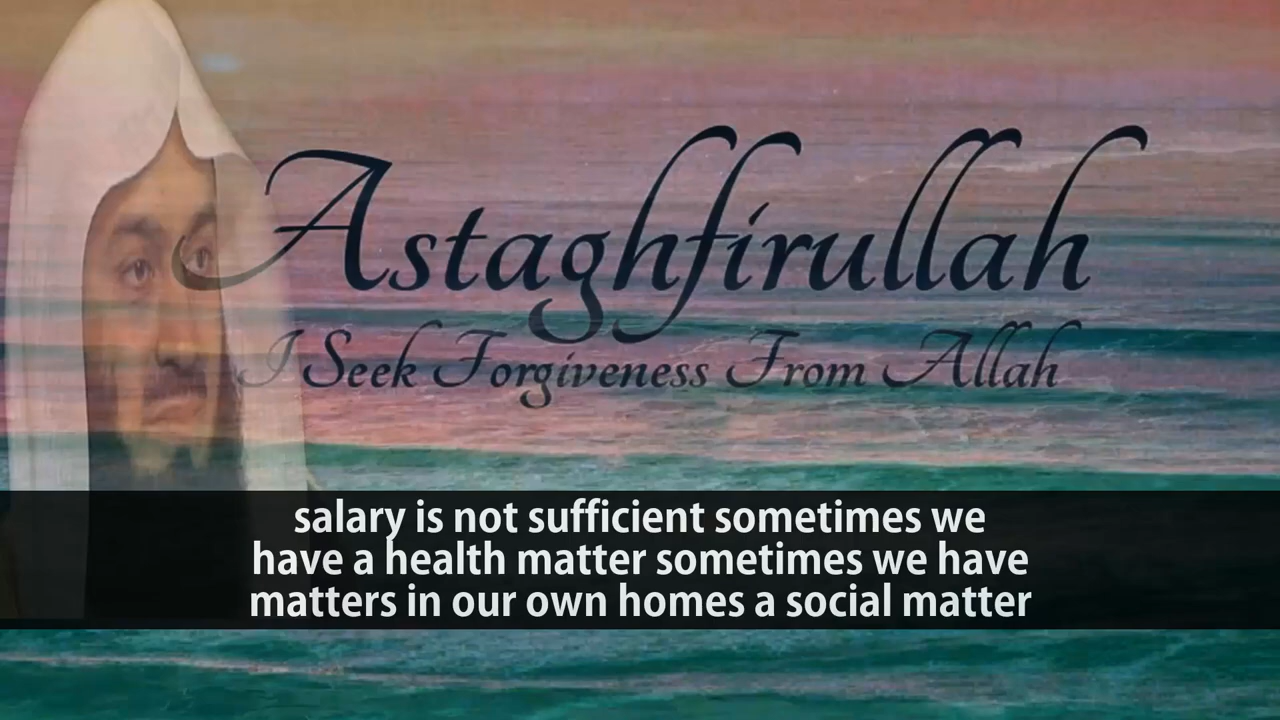 Astaghfirullah
I Seek Forgiveness From Allah
salary is not sufficient sometimes we
have a health matter sometimes we have
matters in our own homes a social matter